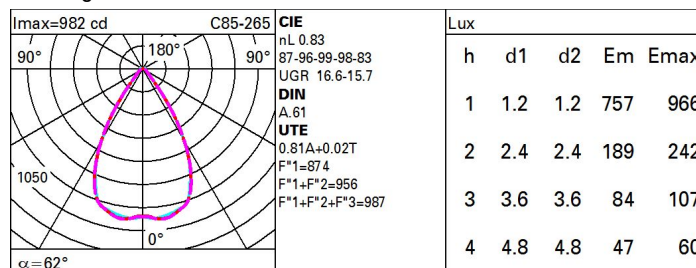 Imax=982 cd C85-265
90° 180° 90°
1050
0°
α=62°
CIE
nL 0.83
87-96-99-98-83
UGR 16.6-15.7
DIN
A.61
UTE
0.81A+0.02T
F"1=874
F"1+F"2=956
F"1+F"2+F"3=987
Lux
h d1 d2 Em Emax
1 1.2 1.2 757 966
2 2.4 2.4 189 242
3 3.6 3.6 84 107
4 4.8 4.8 47 60